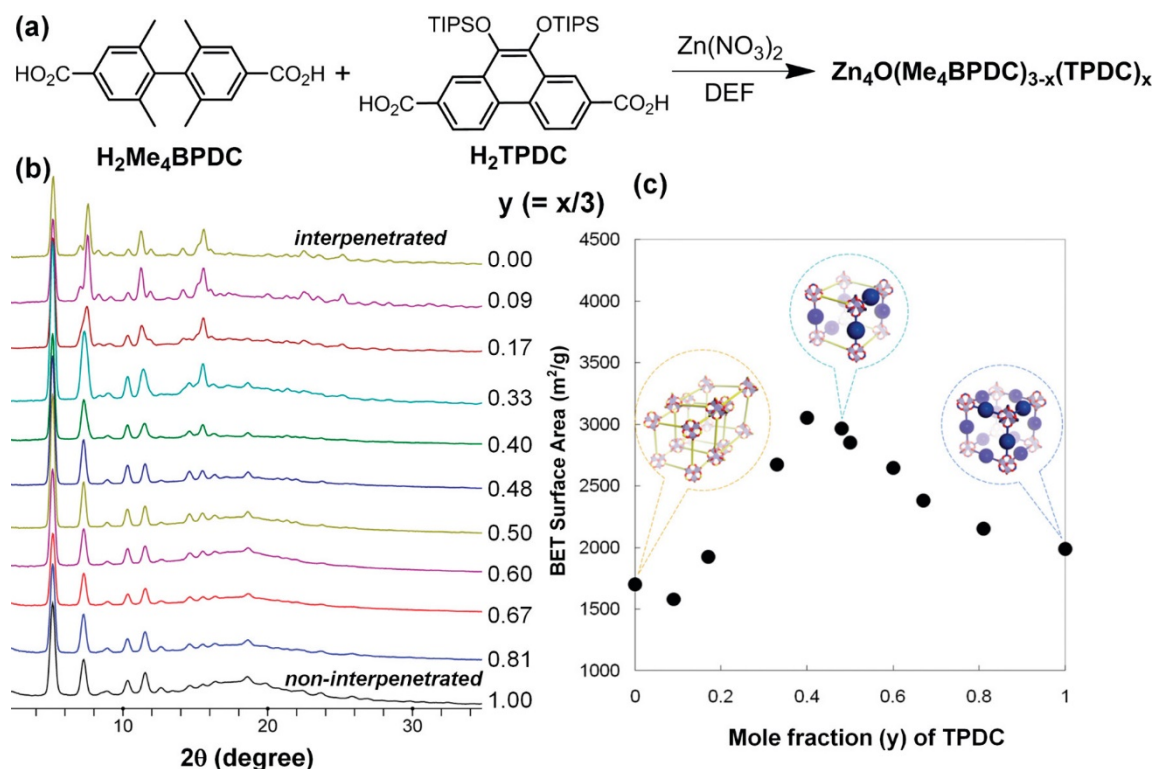 (a)
TIPSO OTIPS
HO₂C CO₂H + HO₂C CO₂H
Zn(NO₃)₂
DEF
Zn₄O(Me₄BPDC)₃₋ₓ(TPDC)ₓ
H₂Me₄BPDC
H₂TPDC
(b)
y (= x/3)
interpenetrated
0.00
0.09
0.17
0.33
0.40
0.48
0.50
0.60
0.67
0.81
non-interpenetrated
1.00
10 20 30
2θ (degree)
(c)
BET Surface Area (m²/g)
4500
4000
3500
3000
2500
2000
1500
1000
0 0.2 0.4 0.6 0.8 1
Mole fraction (y) of TPDC